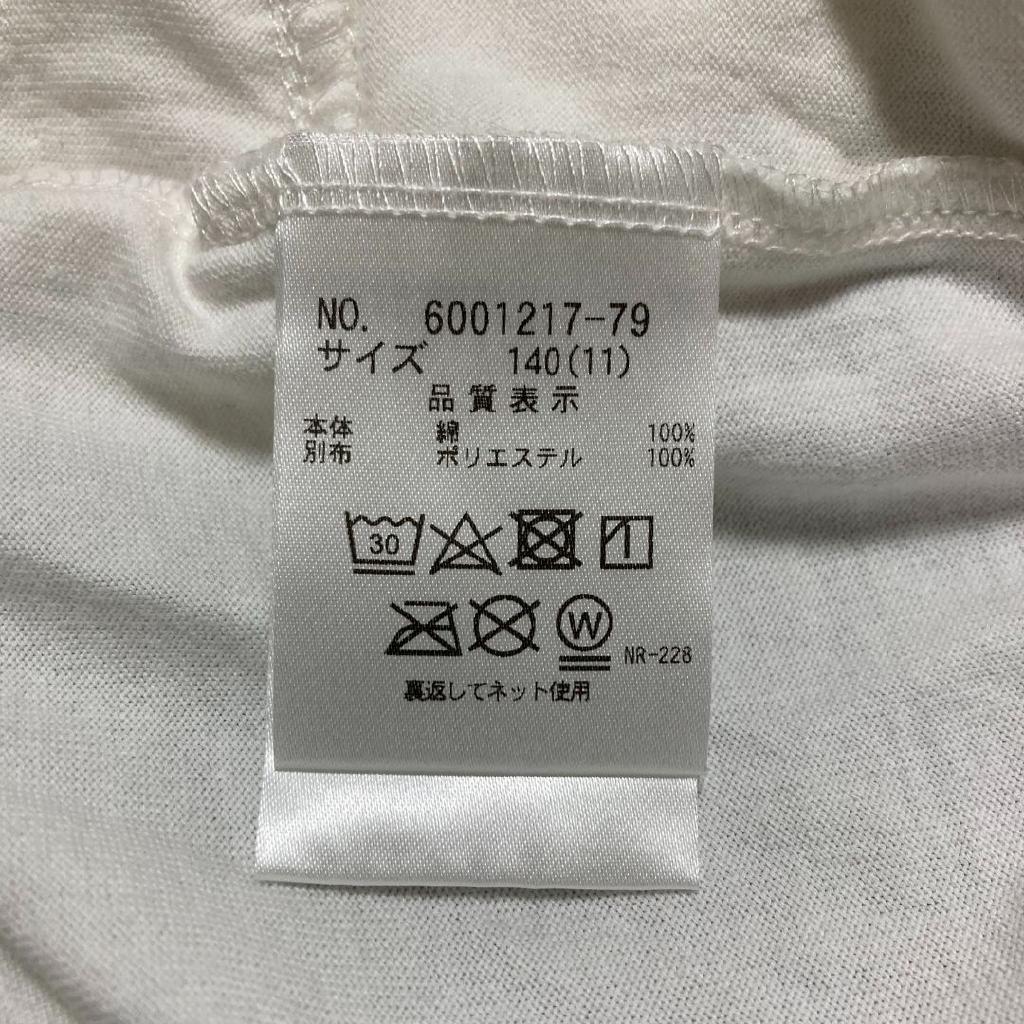 NO. 6001217-79
サイズ 140(11)
品質表示
本体 綿 100%
別布 ポリエステル 100%
30
W
NR-228
裏返してネット使用